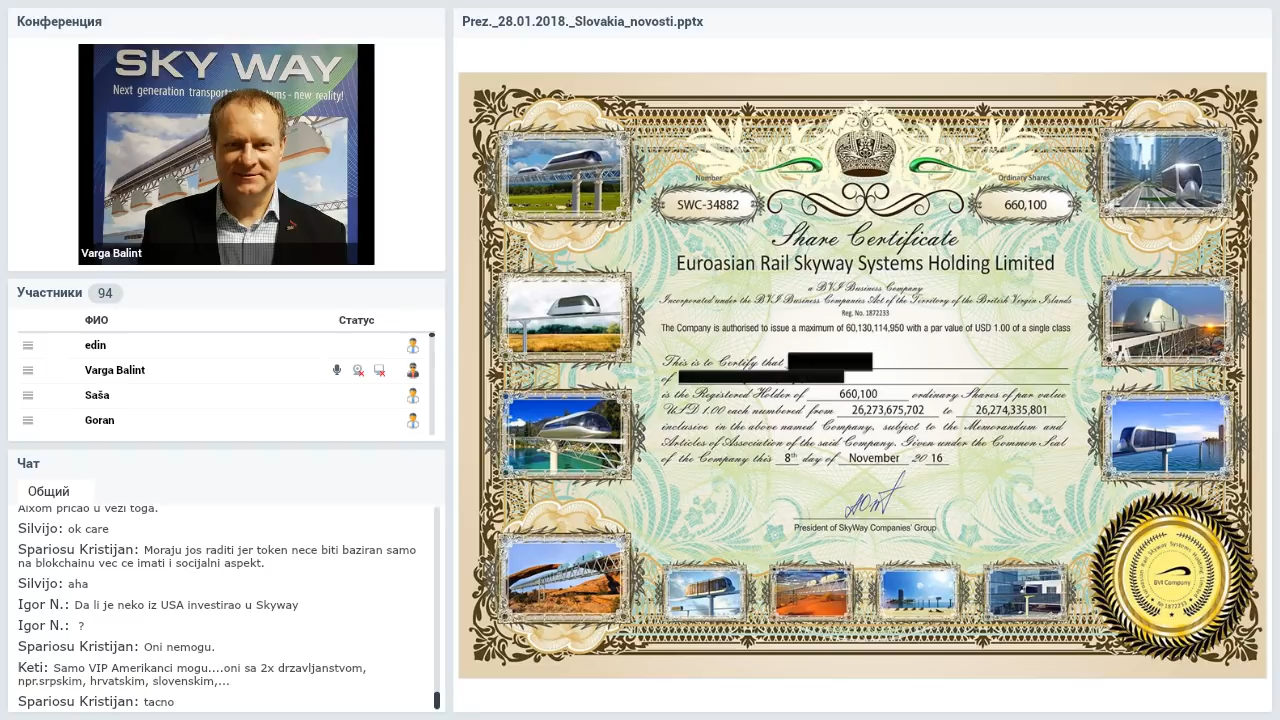 Конференция
SKY WAY
Next generation transportation systems - new reality!
Varga Balint
Участники 94
ФИО Статус
edin
Varga Balint
Saša
Goran
Чат
Общий
Aixom pricao u vezi toga.
Silvijo: ok care
Spariosu Kristijan: Moraju jos raditi jer token nece biti baziran samo
na blokchainu vec ce imati i socijalni aspekt.
Silvijo: aha
Igor N.: Da li je neko iz USA investirao u Skyway
Igor N.: ?
Spariosu Kristijan: Oni nemogu.
Keti: Samo VIP Amerikanci mogu....oni sa 2x drzavljanstvom,
npr.srpskim, hrvatskim, slovenskim,...
Spariosu Kristijan: tacno
Prez._28.01.2018._Slovakia_novosti.pptx
Number
SWC-34882
Ordinary Shares
660,100
Share Certificate
Euroasian Rail Skyway Systems Holding Limited
a BVI Business Company
Incorporated under the BVI Business Companies Act of the Territory of the British Virgin Islands
Reg. No. 1872233
The Company is authorised to issue a maximum of 60,130,114,950 with a par value of USD 1.00 of a single class
This is to Certify that
of
is the Registered Holder of 660,100 ordinary Shares of par value
USD 1.00 each numbered from 26,273,675,702 to 26,274,335,801
inclusive in the above named Company, subject to the Memorandum and
Articles of Association of the said Company. Given under the Common Seal
of the Company this 8th day of November 20 16
President of SkyWay Companies' Group
Euroasian Rail Skyway Systems Holding Limited
BVI Company
№ 1872233